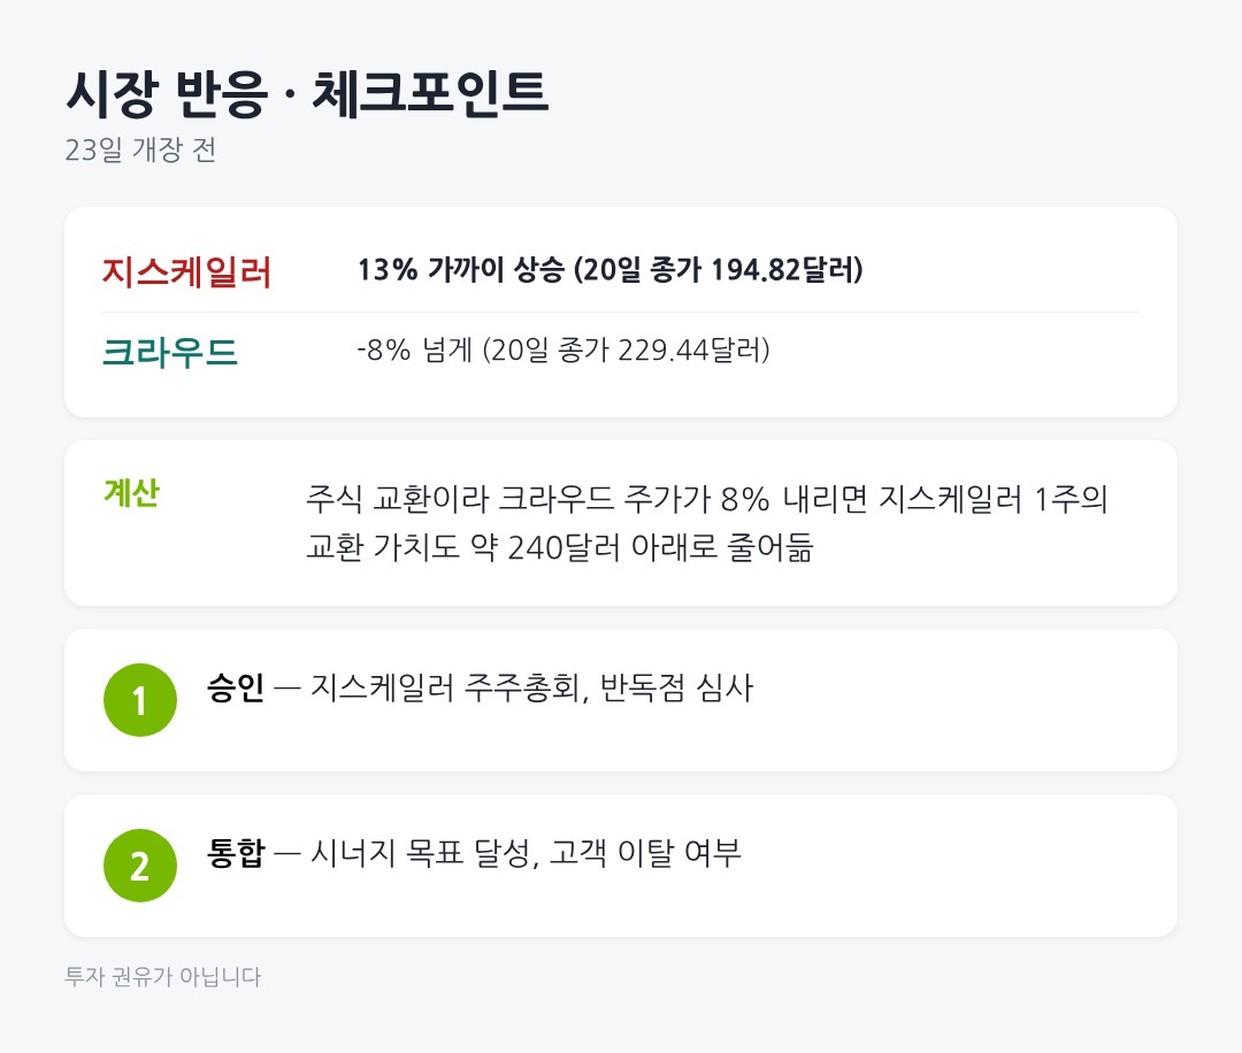 시장 반응 · 체크포인트
23일 개장 전
지스케일러 13% 가까이 상승 (20일 종가 194.82달러)
크라우드 -8% 넘게 (20일 종가 229.44달러)
계산 주식 교환이라 크라우드 주가가 8% 내리면 지스케일러 1주의
교환 가치도 약 240달러 아래로 줄어듦
1 승인 — 지스케일러 주주총회, 반독점 심사
2 통합 — 시너지 목표 달성, 고객 이탈 여부
투자 권유가 아닙니다